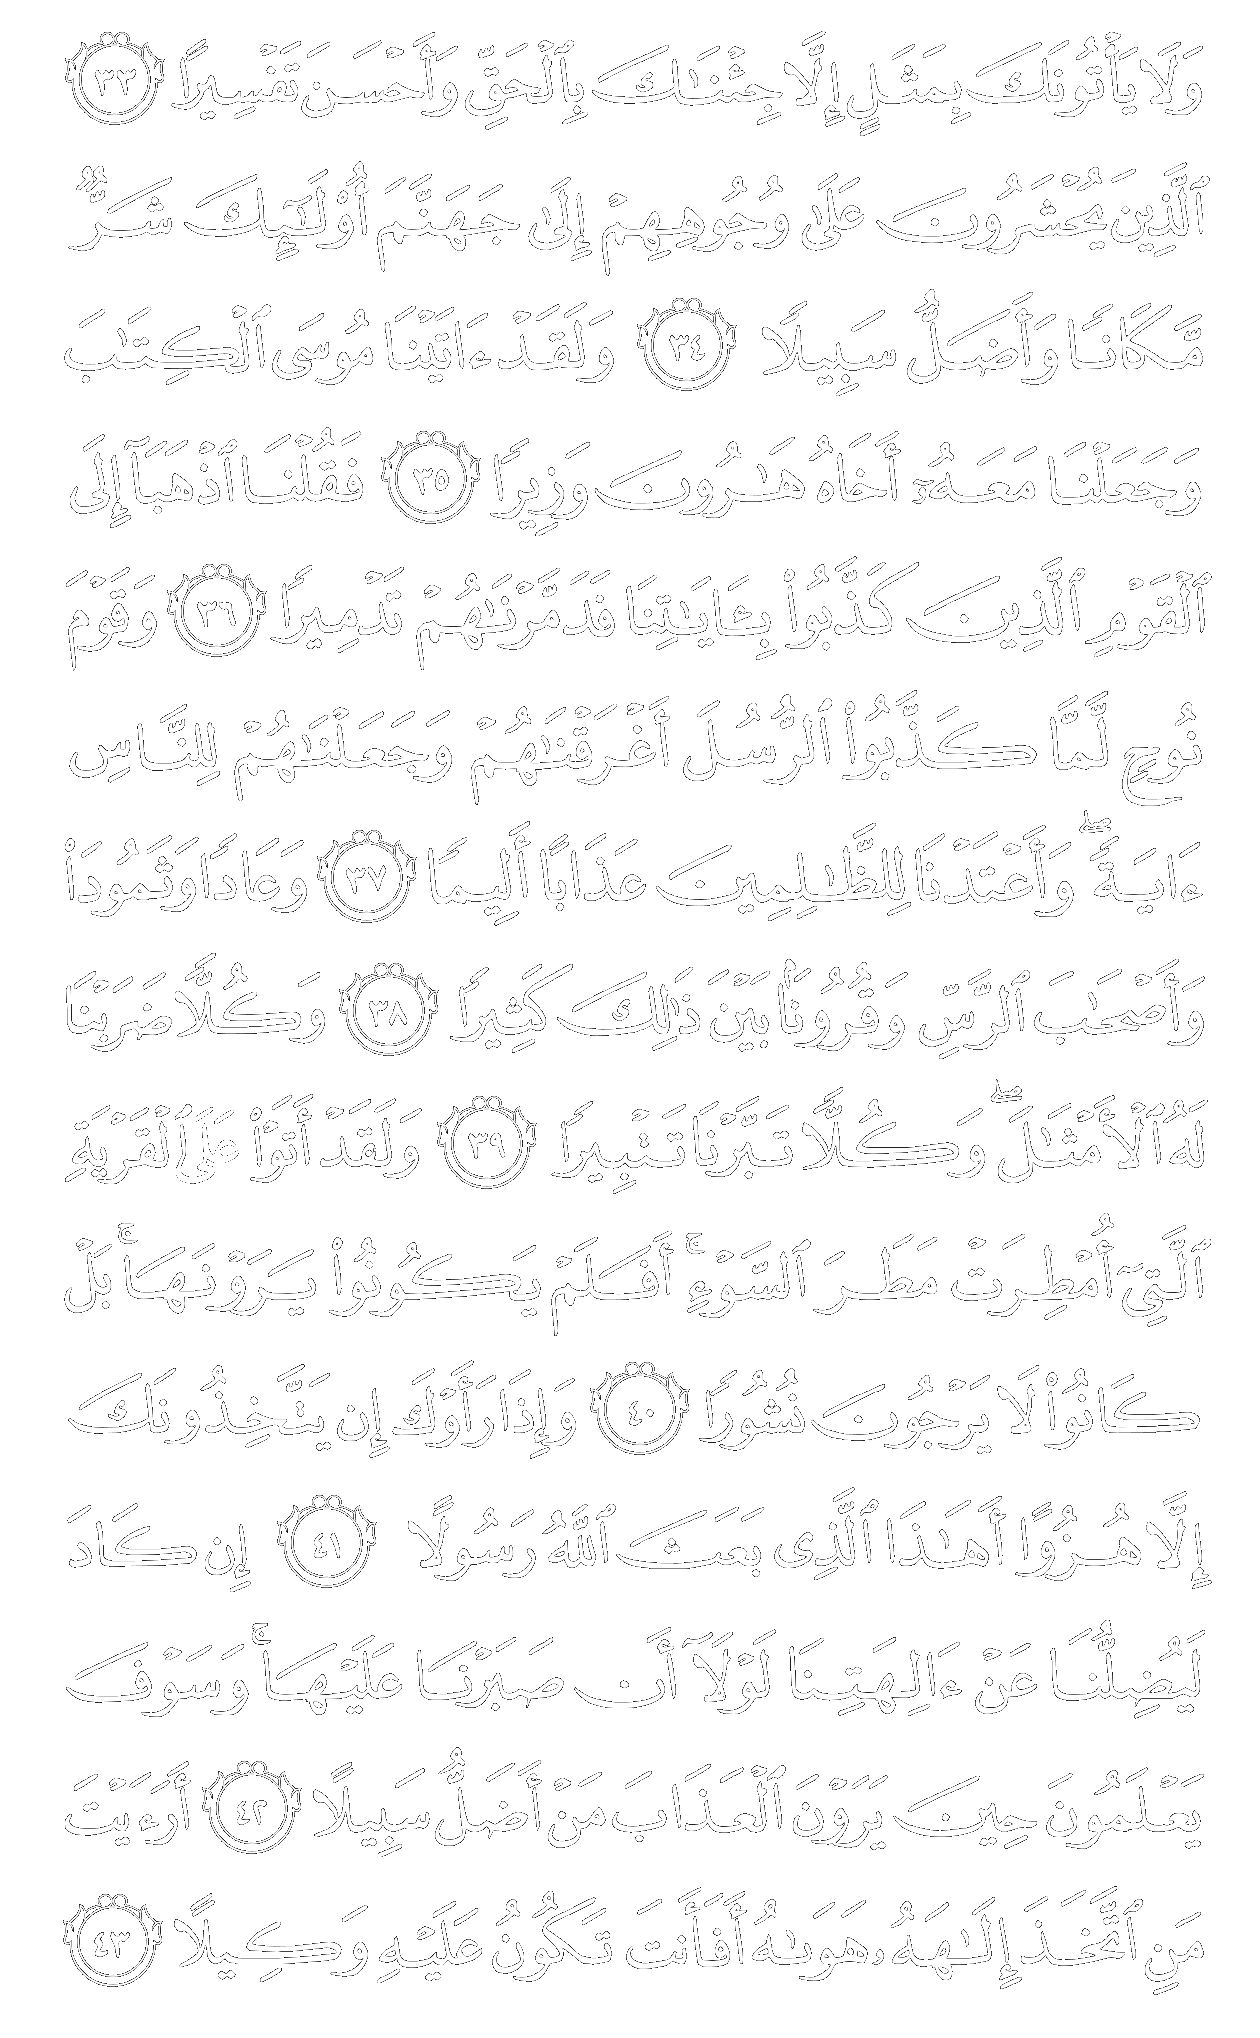 وَلَا يَأْتُونَكَ بِمَثَلٍ إِلَّا جِئْنَٰكَ بِٱلْحَقِّ وَأَحْسَنَ تَفْسِيرًا ٣٣
ٱلَّذِينَ يُحْشَرُونَ عَلَىٰ وُجُوهِهِمْ إِلَىٰ جَهَنَّمَ أُو۟لَٰٓئِكَ شَرٌّ
مَّكَانًا وَأَضَلُّ سَبِيلًا ٣٤ وَلَقَدْ ءَاتَيْنَا مُوسَى ٱلْكِتَٰبَ
وَجَعَلْنَا مَعَهُۥٓ أَخَاهُ هَٰرُونَ وَزِيرًا ٣٥ فَقُلْنَا ٱذْهَبَآ إِلَى
ٱلْقَوْمِ ٱلَّذِينَ كَذَّبُوا۟ بِـَٔايَٰتِنَا فَدَمَّرْنَٰهُمْ تَدْمِيرًا ٣٦ وَقَوْمَ
نُوحٍ لَّمَّا كَذَّبُوا۟ ٱلرُّسُلَ أَغْرَقْنَٰهُمْ وَجَعَلْنَٰهُمْ لِلنَّاسِ
ءَايَةً ۖ وَأَعْتَدْنَا لِلظَّٰلِمِينَ عَذَابًا أَلِيمًا ٣٧ وَعَادًا وَثَمُودَا۟
وَأَصْحَٰبَ ٱلرَّسِّ وَقُرُونًۢا بَيْنَ ذَٰلِكَ كَثِيرًا ٣٨ وَكُلًّا ضَرَبْنَا
لَهُ ٱلْأَمْثَٰلَ ۖ وَكُلًّا تَبَّرْنَا تَتْبِيرًا ٣٩ وَلَقَدْ أَتَوْا۟ عَلَى ٱلْقَرْيَةِ
ٱلَّتِىٓ أُمْطِرَتْ مَطَرَ ٱلسَّوْءِ ۚ أَفَلَمْ يَكُونُوا۟ يَرَوْنَهَا ۚ بَلْ
كَانُوا۟ لَا يَرْجُونَ نُشُورًا ٤٠ وَإِذَا رَأَوْكَ إِن يَتَّخِذُونَكَ
إِلَّا هُزُوًا أَهَٰذَا ٱلَّذِى بَعَثَ ٱللَّهُ رَسُولًا ٤١ إِن كَادَ
لَيُضِلُّنَا عَنْ ءَالِهَتِنَا لَوْلَآ أَن صَبَرْنَا عَلَيْهَا ۚ وَسَوْفَ
يَعْلَمُونَ حِينَ يَرَوْنَ ٱلْعَذَابَ مَنْ أَضَلُّ سَبِيلًا ٤٢ أَرَءَيْتَ
مَنِ ٱتَّخَذَ إِلَٰهَهُۥ هَوَىٰهُ أَفَأَنتَ تَكُونُ عَلَيْهِ وَكِيلًا ٤٣